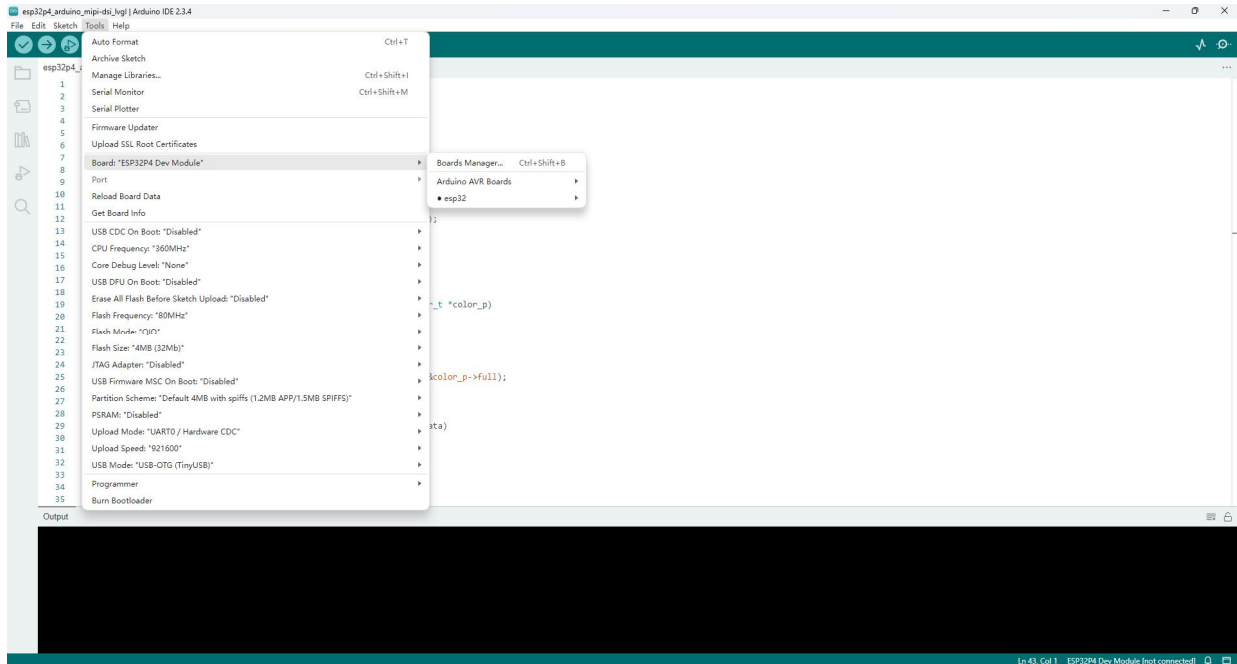 esp32p4_arduino_mipi-dsi_lvgl | Arduino IDE 2.3.4
File Edit Sketch Tools Help
esp32p4_a
Auto Format Ctrl+T
Archive Sketch
Manage Libraries... Ctrl+Shift+I
Serial Monitor Ctrl+Shift+M
Serial Plotter
Firmware Updater
Upload SSL Root Certificates
Board: "ESP32P4 Dev Module"
Port
Reload Board Data
Get Board Info
USB CDC On Boot: "Disabled"
CPU Frequency: "360MHz"
Core Debug Level: "None"
USB DFU On Boot: "Disabled"
Erase All Flash Before Sketch Upload: "Disabled"
Flash Frequency: "80MHz"
Flash Mode: "QIO"
Flash Size: "4MB (32Mb)"
JTAG Adapter: "Disabled"
USB Firmware MSC On Boot: "Disabled"
Partition Scheme: "Default 4MB with spiffs (1.2MB APP/1.5MB SPIFFS)"
PSRAM: "Disabled"
Upload Mode: "UART0 / Hardware CDC"
Upload Speed: "921600"
USB Mode: "USB-OTG (TinyUSB)"
Programmer
Burn Bootloader
Boards Manager... Ctrl+Shift+B
Arduino AVR Boards
● esp32
1
2
3
4
5
6
7
8
9
10
11
12 );
13
14
15
16
17
18
19 r_t *color_p)
20
21
22
23
24
25 &color_p->full);
26
27
28
29 ata)
30
31
32
33
34
35
Output
Ln 43, Col 1 ESP32P4 Dev Module [not connected]